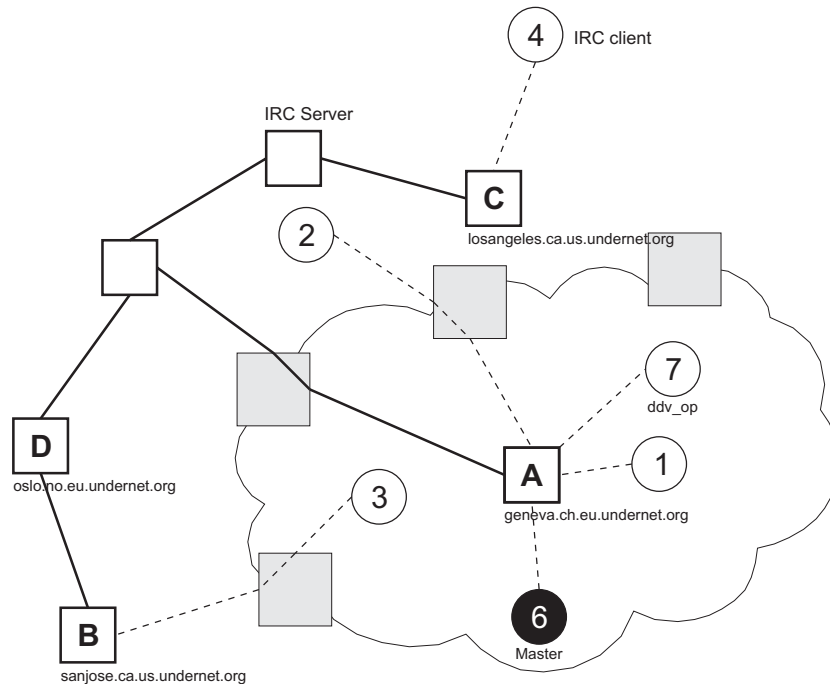 4
IRC client
IRC Server
C
losangeles.ca.us.undernet.org
2
7
ddv_op
D
oslo.no.eu.undernet.org
A
1
geneva.ch.eu.undernet.org
3
6
Master
B
sanjose.ca.us.undernet.org